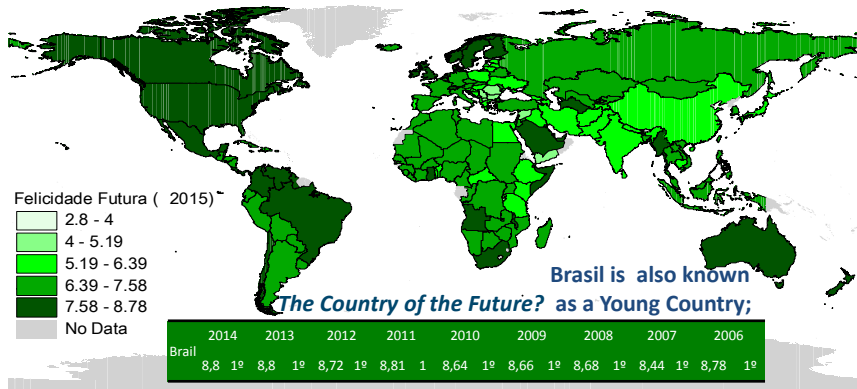 Felicidade Futura ( 2015)
2.8 - 4
4 - 5.19
5.19 - 6.39
6.39 - 7.58
7.58 - 8.78
No Data
Brasil is also known
The Country of the Future? as a Young Country;
2014 2013 2012 2011 2010 2009 2008 2007 2006
Brail
8,8 1º 8,8 1º 8,72 1º 8,81 1 8,64 1º 8,66 1º 8,68 1º 8,44 1º 8,78 1º